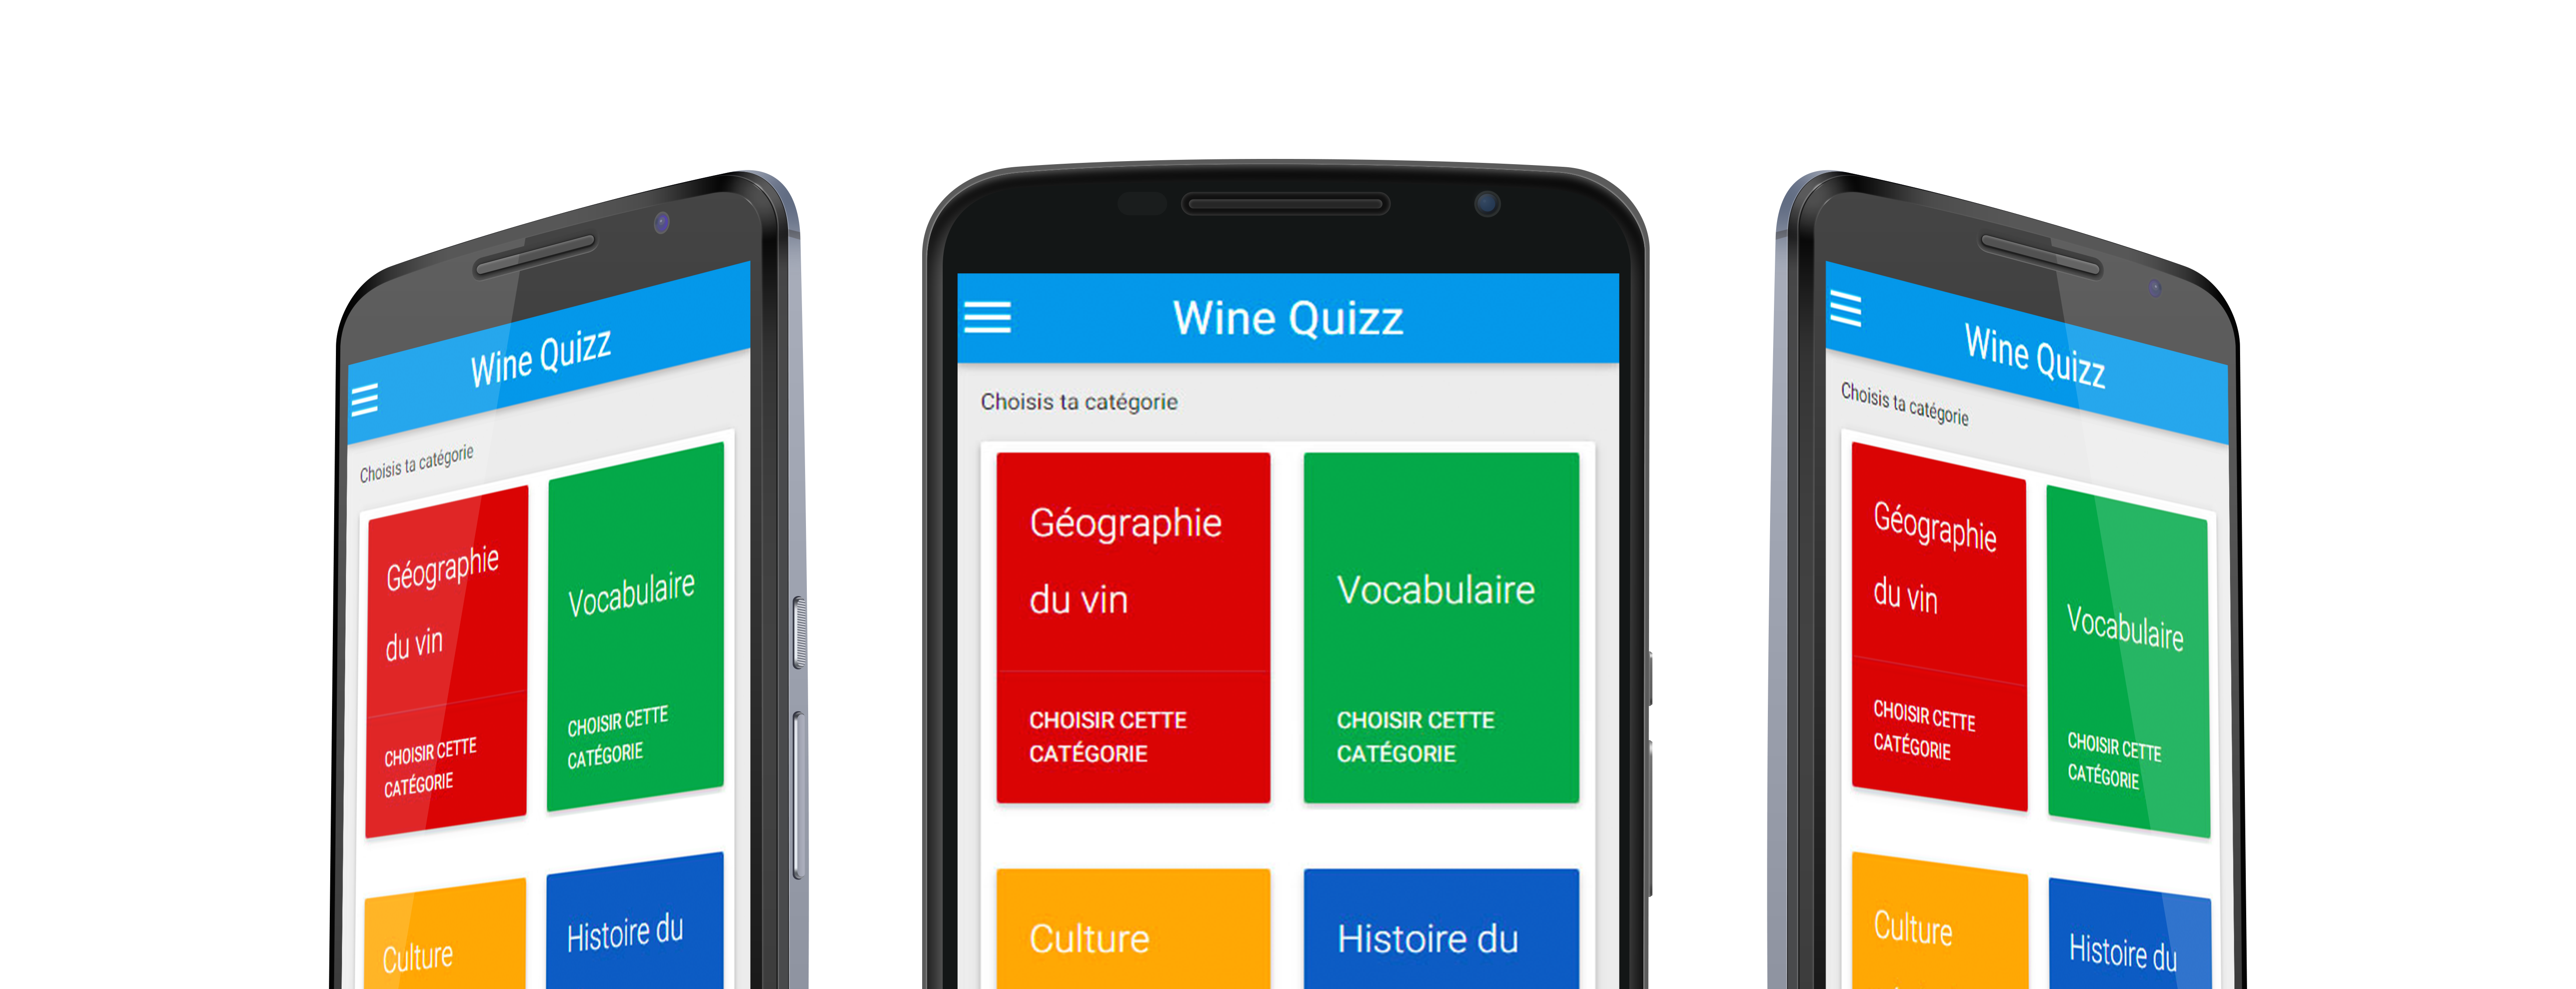 Wine Quizz
Choisis ta catégorie
Géographie
du vin
CHOISIR CETTE
CATÉGORIE
Vocabulaire
CHOISIR CETTE
CATÉGORIE
Culture
Histoire du
Wine Quizz
Choisis ta catégorie
Géographie
du vin
CHOISIR CETTE
CATÉGORIE
Vocabulaire
CHOISIR CETTE
CATÉGORIE
Culture
Histoire du
Wine Quizz
Choisis ta catégorie
Géographie
du vin
CHOISIR CETTE
CATÉGORIE
Vocabulaire
CHOISIR CETTE
CATÉGORIE
Culture
Histoire du